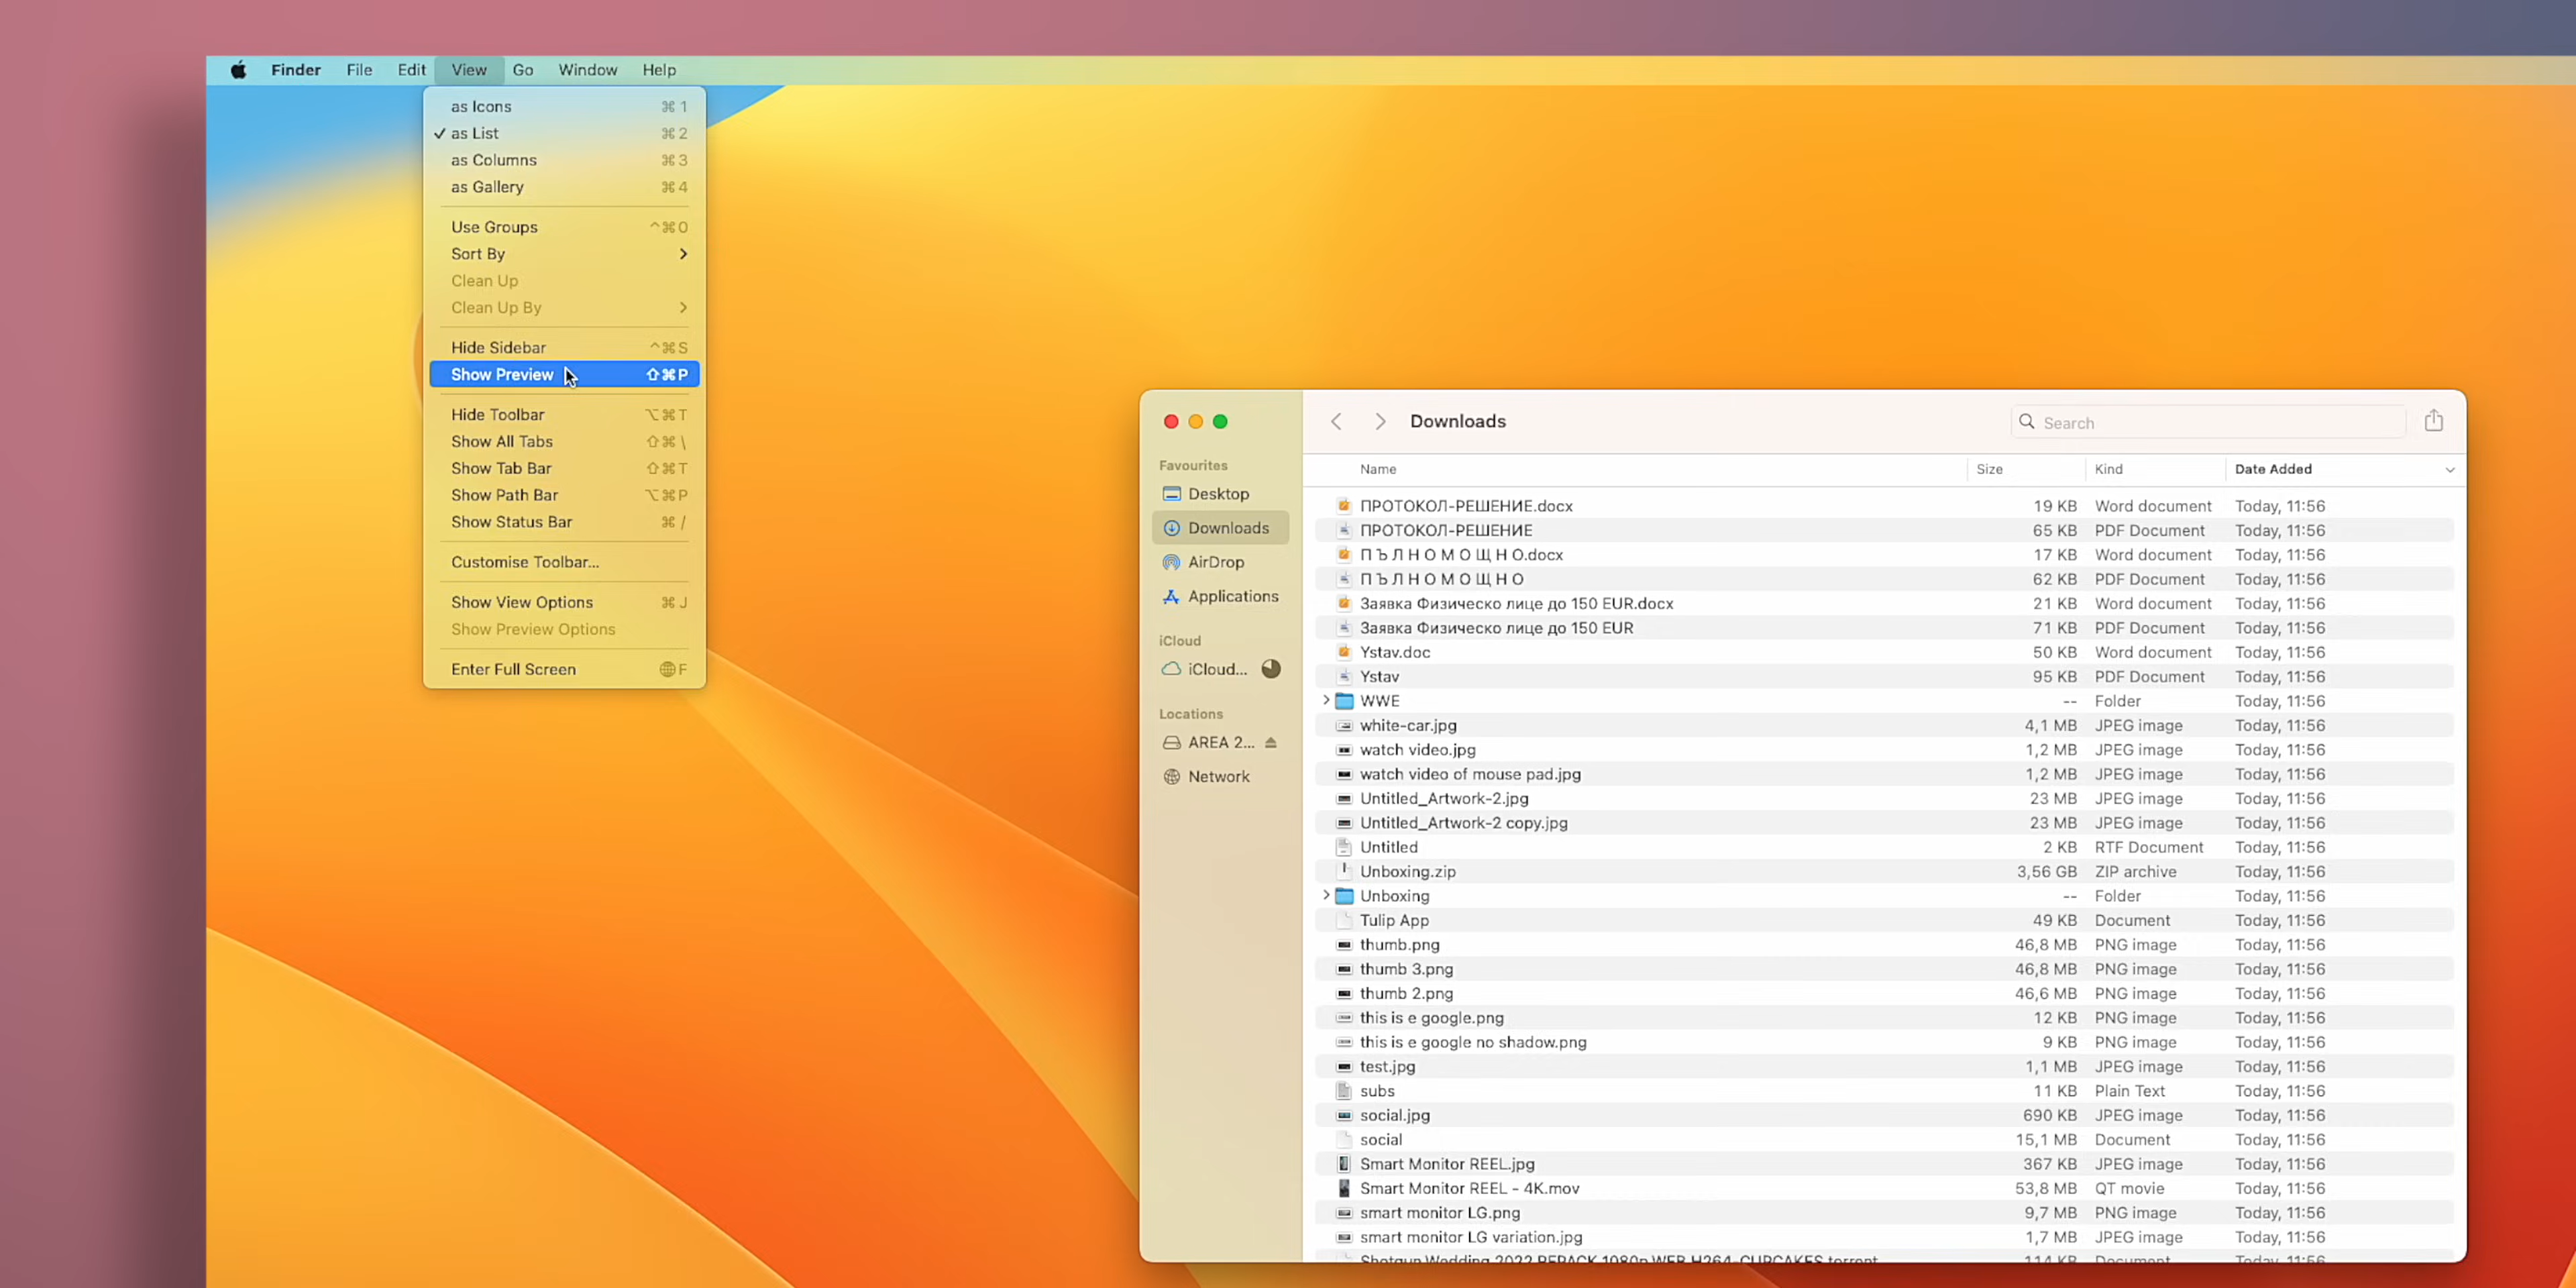 Finder File Edit View Go Window Help
as Icons ⌘ 1
✓ as List ⌘ 2
as Columns ⌘ 3
as Gallery ⌘ 4
Use Groups ^⌘0
Sort By >
Clean Up
Clean Up By >
Hide Sidebar ^⌘S
Show Preview ⇧⌘P
Hide Toolbar ⌥⌘T
Show All Tabs ⇧⌘\
Show Tab Bar ⇧⌘T
Show Path Bar ⌥⌘P
Show Status Bar ⌘/
Customise Toolbar...
Show View Options ⌘J
Show Preview Options
Enter Full Screen F
Downloads
Search
Favourites
Desktop
Downloads
AirDrop
Applications
iCloud
iCloud...
Locations
AREA 2...
Network
Name Size Kind Date Added
ПРОТОКОЛ-РЕШЕНИЕ.docx 19 KB Word document Today, 11:56
ПРОТОКОЛ-РЕШЕНИЕ 65 KB PDF Document Today, 11:56
П Ъ Л Н О М О Щ Н О.docx 17 KB Word document Today, 11:56
П Ъ Л Н О М О Щ Н О 62 KB PDF Document Today, 11:56
Заявка Физическо лице до 150 EUR.docx 21 KB Word document Today, 11:56
Заявка Физическо лице до 150 EUR 71 KB PDF Document Today, 11:56
Ystav.doc 50 KB Word document Today, 11:56
Ystav 95 KB PDF Document Today, 11:56
WWE -- Folder Today, 11:56
white-car.jpg 4,1 MB JPEG image Today, 11:56
watch video.jpg 1,2 MB JPEG image Today, 11:56
watch video of mouse pad.jpg 1,2 MB JPEG image Today, 11:56
Untitled_Artwork-2.jpg 23 MB JPEG image Today, 11:56
Untitled_Artwork-2 copy.jpg 23 MB JPEG image Today, 11:56
Untitled 2 KB RTF Document Today, 11:56
Unboxing.zip 3,56 GB ZIP archive Today, 11:56
Unboxing -- Folder Today, 11:56
Tulip App 49 KB Document Today, 11:56
thumb.png 46,8 MB PNG image Today, 11:56
thumb 3.png 46,8 MB PNG image Today, 11:56
thumb 2.png 46,6 MB PNG image Today, 11:56
this is e google.png 12 KB PNG image Today, 11:56
this is e google no shadow.png 9 KB PNG image Today, 11:56
test.jpg 1,1 MB JPEG image Today, 11:56
subs 11 KB Plain Text Today, 11:56
social.jpg 690 KB JPEG image Today, 11:56
social 15,1 MB Document Today, 11:56
Smart Monitor REEL.jpg 367 KB JPEG image Today, 11:56
Smart Monitor REEL - 4K.mov 53,8 MB QT movie Today, 11:56
smart monitor LG.png 9,7 MB PNG image Today, 11:56
smart monitor LG variation.jpg 1,7 MB JPEG image Today, 11:56
Shotgun Wedding 2022 REPACK 1080p WEB H264-CUPCAKES.torrent 114 KB Document Today, 11:56